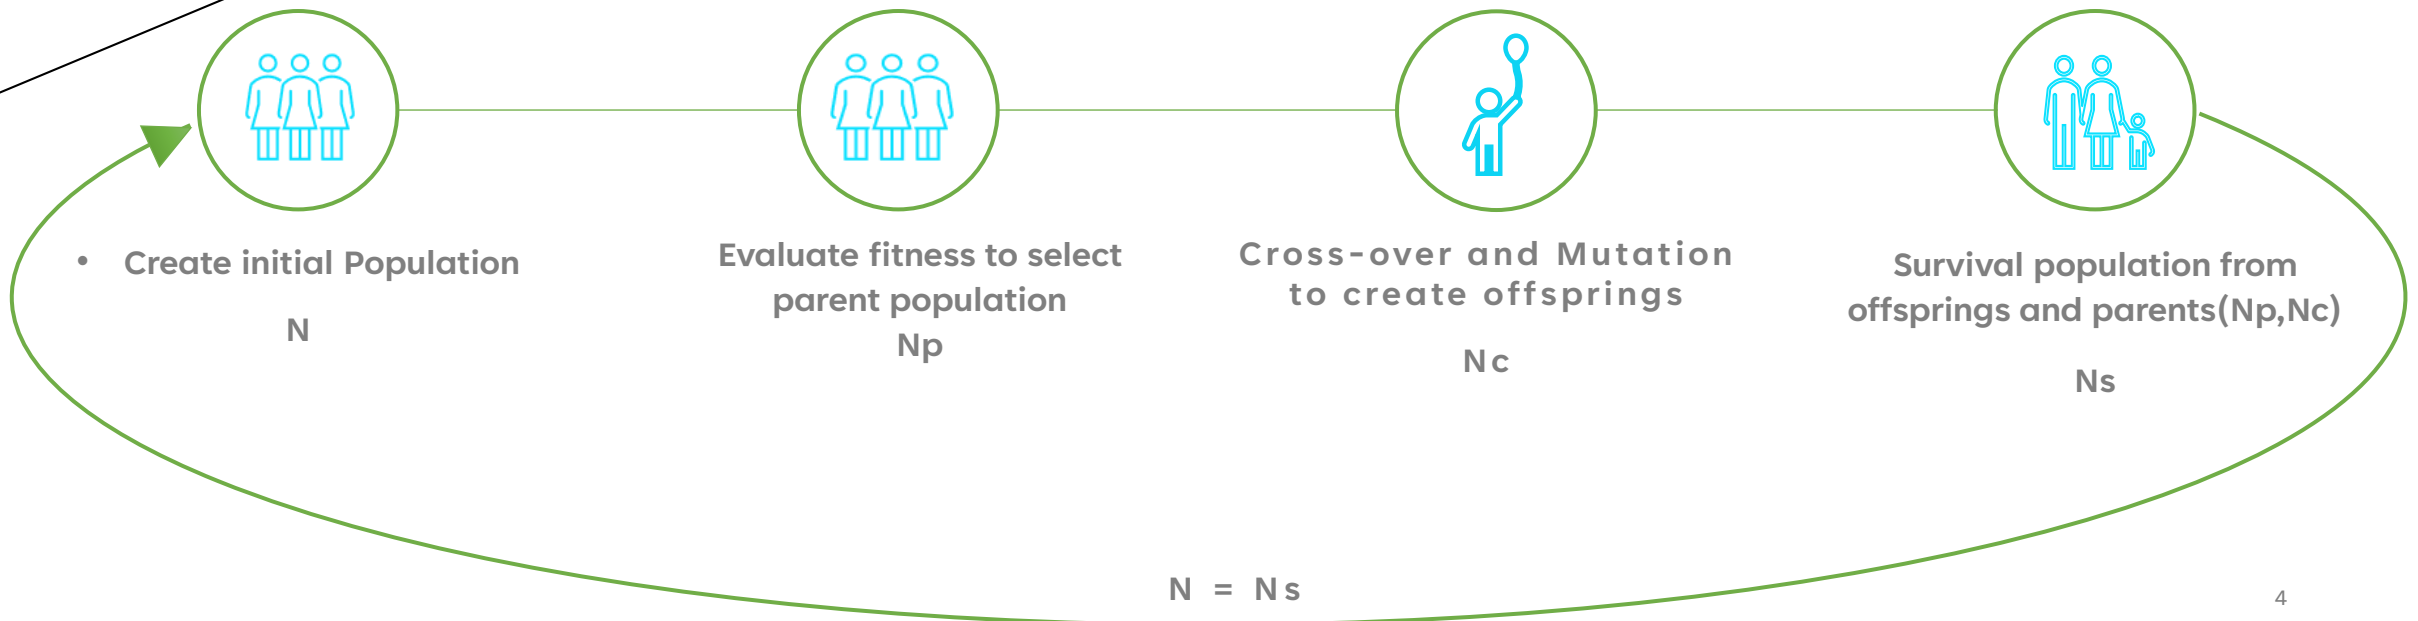 • Create initial Population
N
Evaluate fitness to select
parent population
Np
Cross-over and Mutation
to create offsprings
Nc
Survival population from
offsprings and parents(Np,Nc)
Ns
N = Ns
4